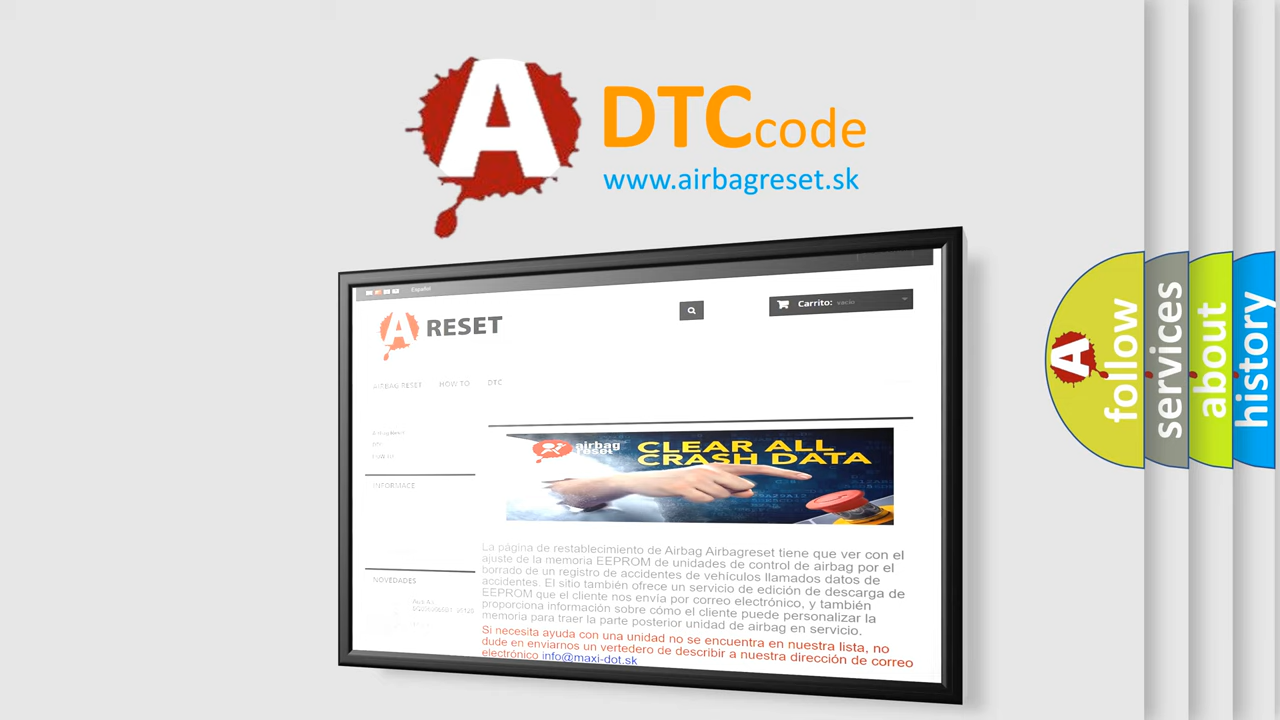 A
DTCcode
www.airbagreset.sk
Español
Carrito: vacío
A RESET
AIRBAG RESET HOW TO DTC
INFORMACE
NOVEDADES
airbag reset
CLEAR ALL
CRASH DATA
La página de restablecimiento de Airbag Airbagreset tiene que ver con el
ajuste de la memoria EEPROM de unidades de control de airbag por el
borrado de un registro de accidentes de vehículos llamados datos de
accidentes. El sitio también ofrece un servicio de edición de descarga de
EEPROM que el cliente nos envía por correo electrónico, y también
proporciona información sobre cómo el cliente puede personalizar la
memoria para traer la parte posterior unidad de airbag en servicio.
Si necesita ayuda con una unidad no se encuentra en nuestra lista, no
dude en enviarnos un vertedero de describir a nuestra dirección de correo
electrónico info@maxi-dot.sk
A
follow
services
about
history